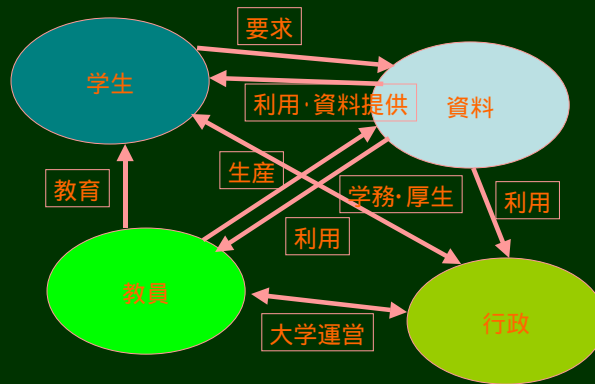 要求
学生
資料
利用・資料提供
生産
教育
学務・厚生
利用
利用
教員
行政
大学運営